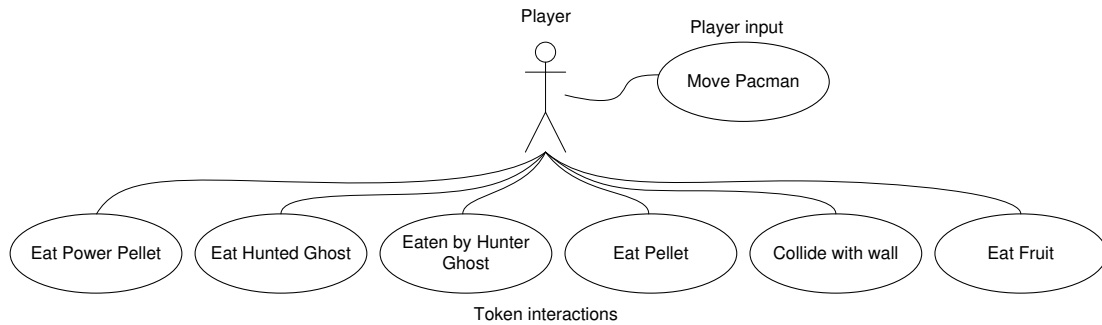 Player
Player input
Move Pacman
Eat Power Pellet
Eat Hunted Ghost
Eaten by Hunter
Ghost
Eat Pellet
Collide with wall
Eat Fruit
Token interactions